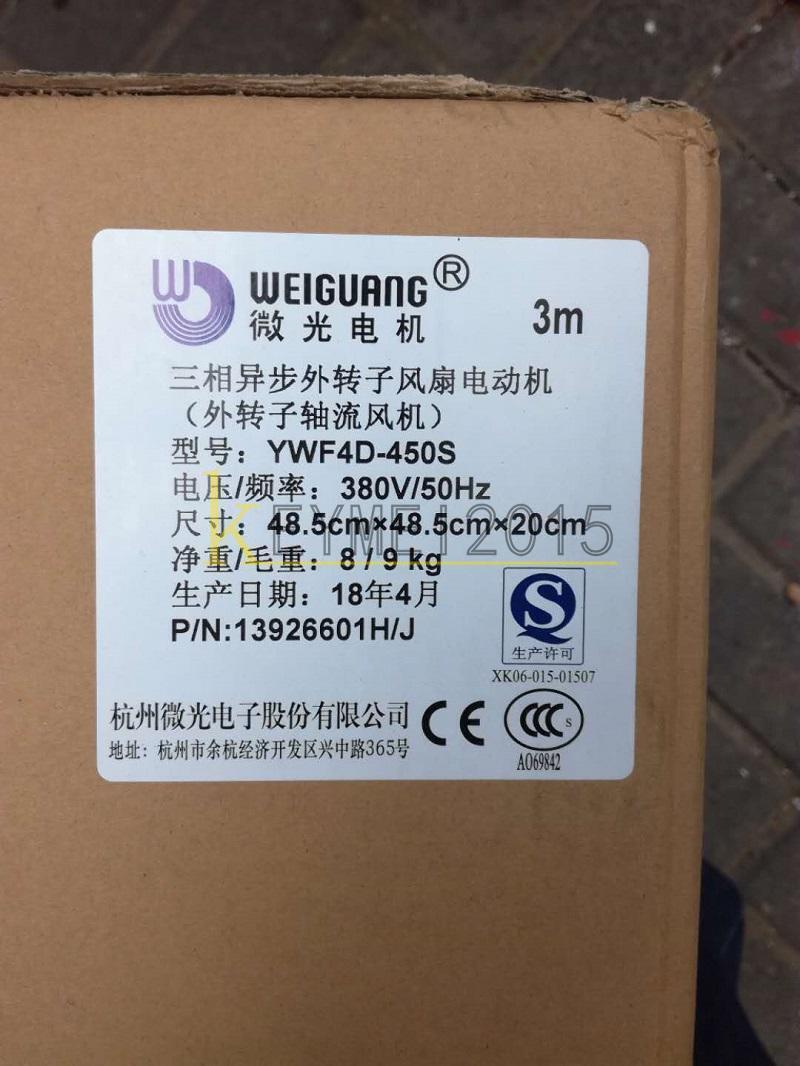 WEIGUANG®
微光电机
3m
三相异步外转子风扇电动机
（外转子轴流风机）
型号：YWF4D-450S
电压/频率：380V/50Hz
尺寸：48.5cm×48.5cm×20cm
KEYMEI2015
净重/毛重：8 / 9 kg
生产日期：18年4月
P/N:13926601H/J
生产许可
XK06-015-01507
杭州微光电子股份有限公司 CE CCC S
地址：杭州市余杭经济开发区兴中路365号
A069842